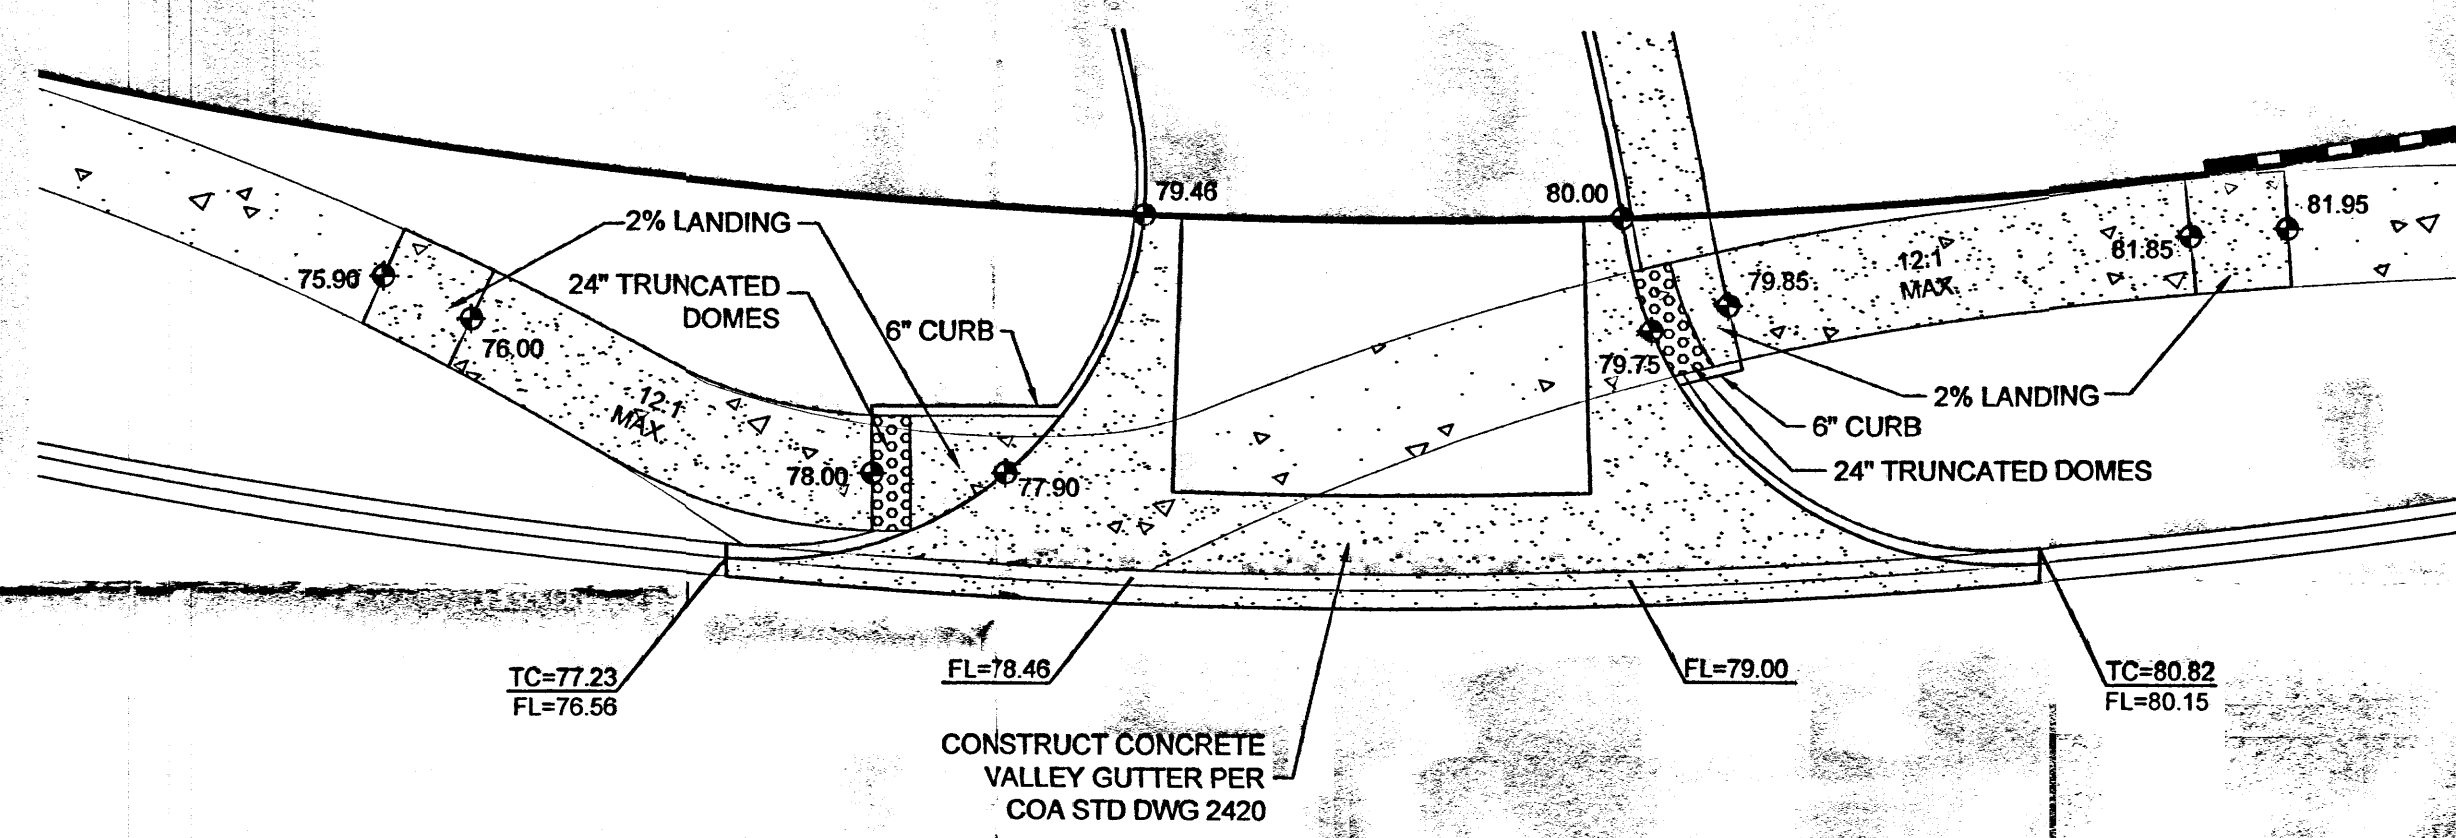 79.46
80.00
81.95
2% LANDING
81.85
12:1
MAX.
75.90
24" TRUNCATED
DOMES
79.85
6" CURB
76.00
79.75
12:1
MAX.
2% LANDING
6" CURB
78.00
77.90
24" TRUNCATED DOMES
TC=77.23
FL=76.56
FL=78.46
FL=79.00
TC=80.82
FL=80.15
CONSTRUCT CONCRETE
VALLEY GUTTER PER
COA STD DWG 2420